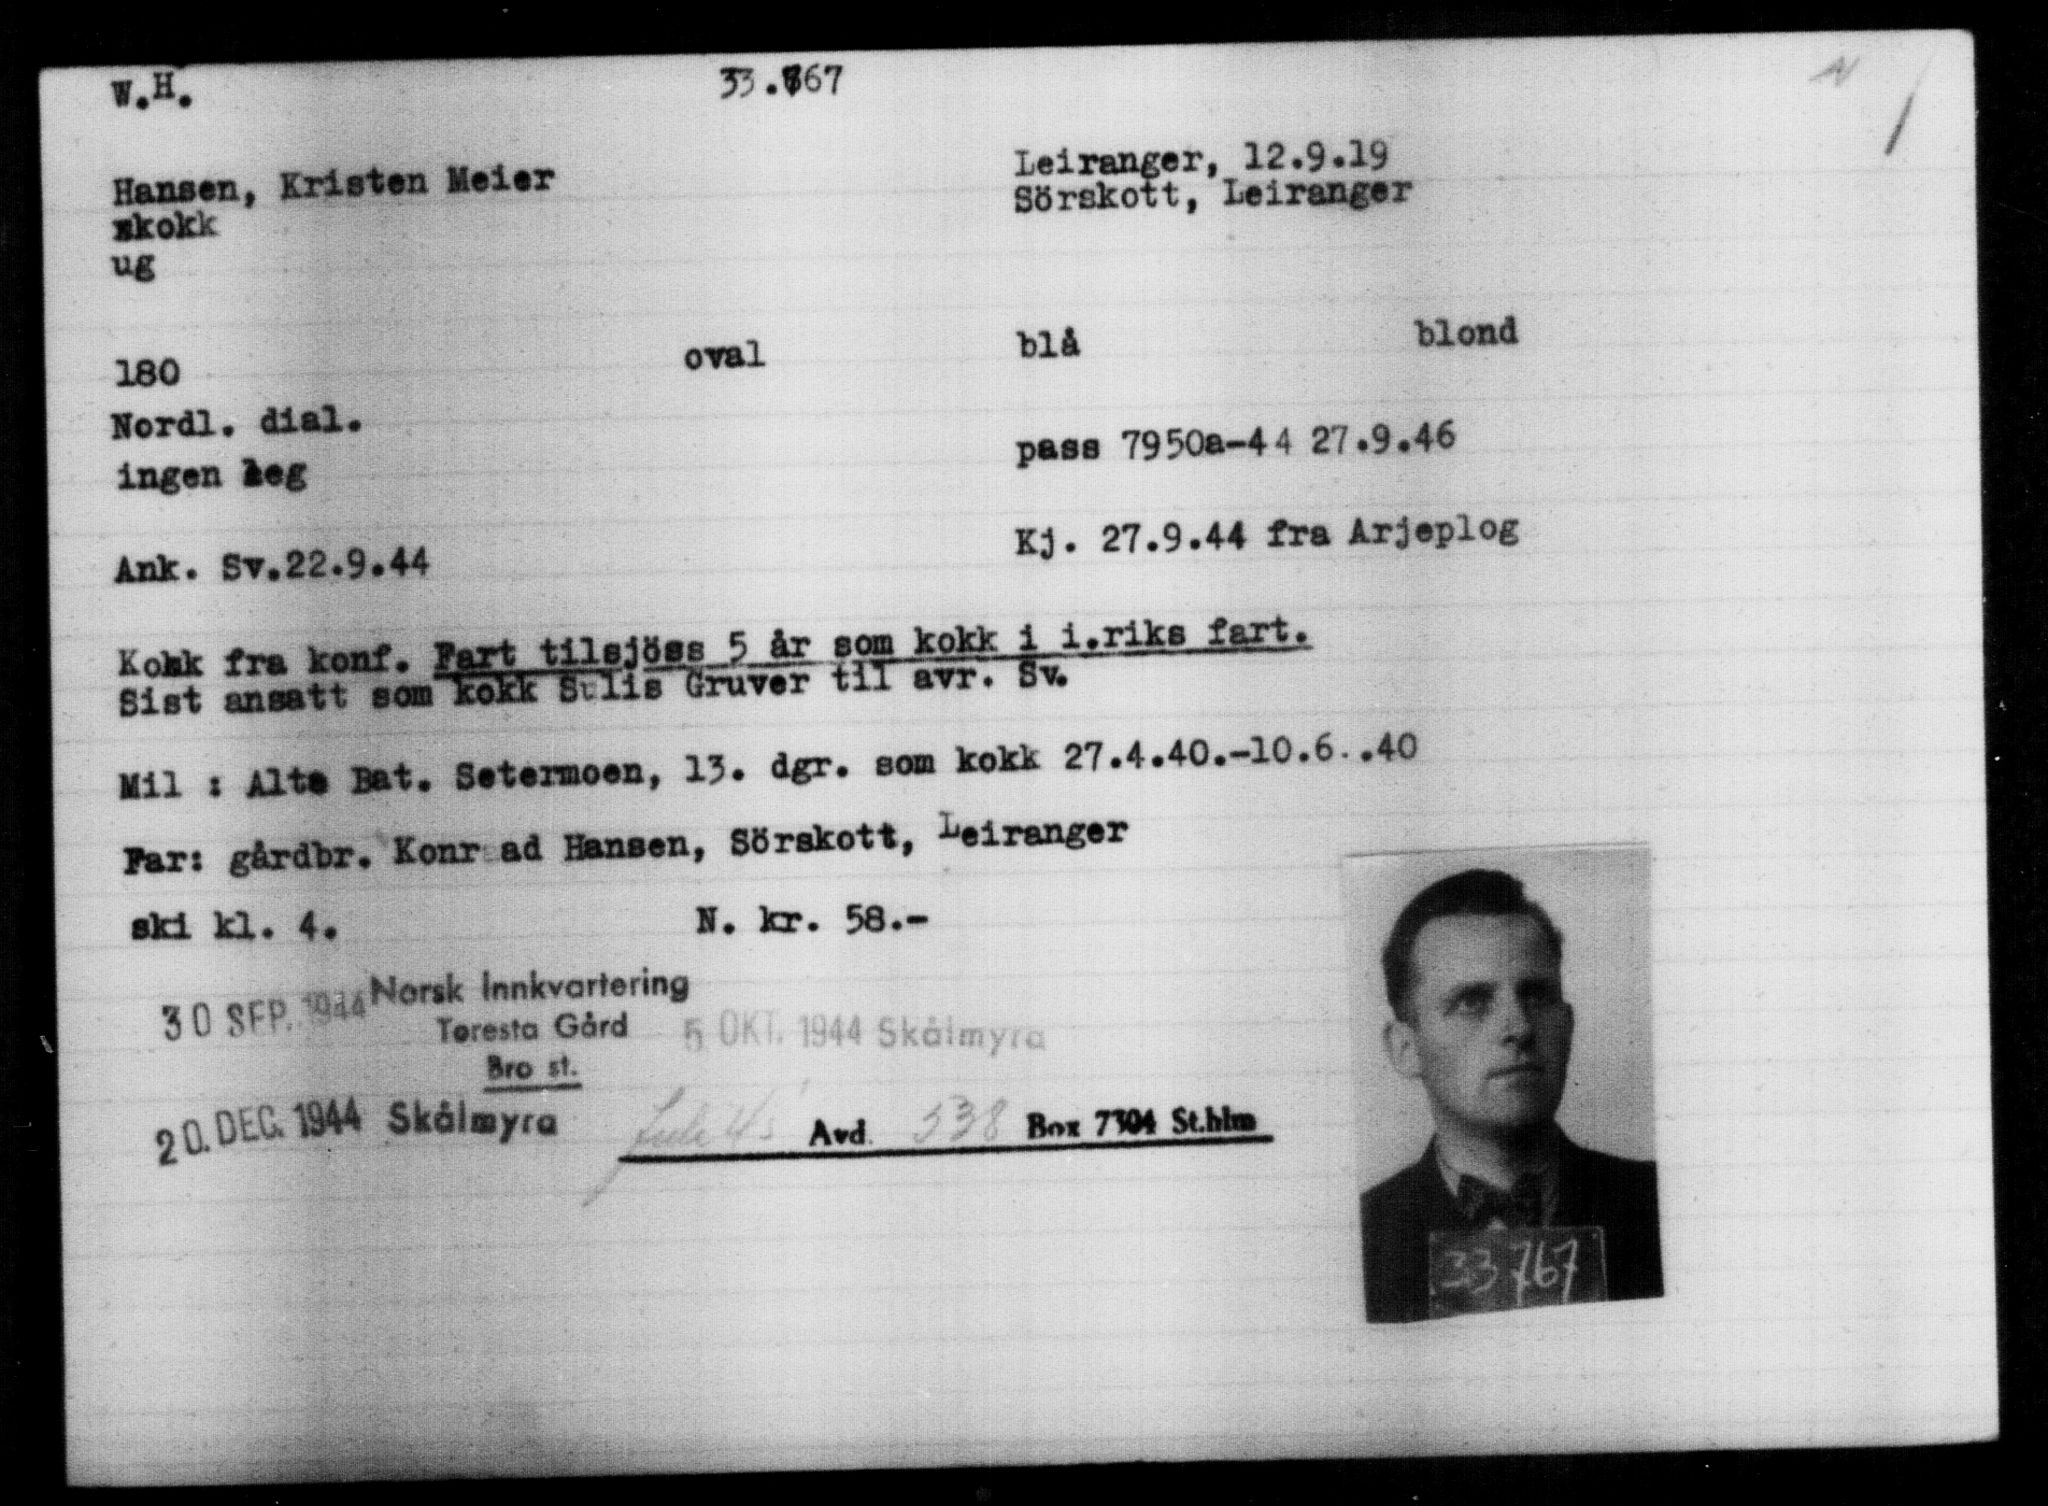 W.H. 33.767
Hansen, Kristen Meier Leiranger, 12.9.19
kokk Sörskott, Leiranger
ug
180 oval blå blond
Nordl. dial.
ingen leg pass 7950a-44 27.9.46
Ank. Sv.22.9.44 Kj. 27.9.44 fra Arjeplog
Kokk fra konf. Fart tilsjöss 5 år som kokk i i.riks fart.
Sist ansatt som kokk Sulis Gruver til avr. Sv.
Mil : Alta Bat. Setermoen, 13. dgr. som kokk 27.4.40.-10.6..40
Far: gårdbr. Konrad Hansen, Sörskott, Leiranger
ski kl. 4. N. kr. 58.-
30 SEP. 1944 Norsk Innkvartering
Toresta Gård 5 OKT. 1944 Skålmyra
Bro st.
20. DEC. 1944 Skålmyra Avd. 538 Box 7304 St.hlm
33767